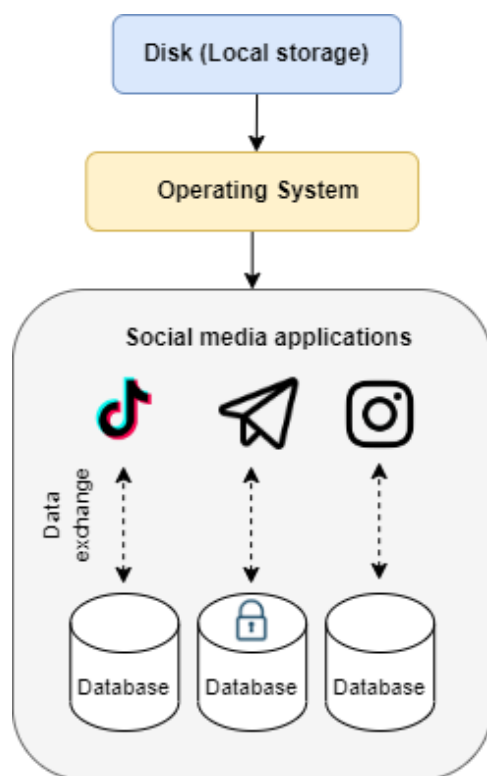 Disk (Local storage)
Operating System
Social media applications
Data
exchange
Database
Database
Database